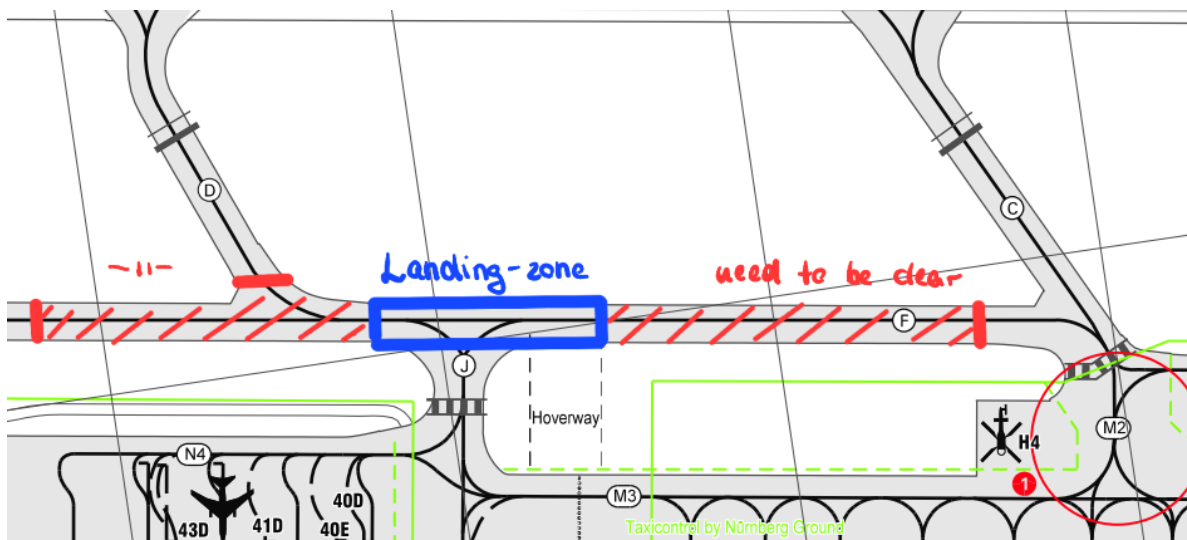 D
C
Landing-zone
need to be clear
-11-
F
J
Hoverway
H
H4
M2
N4
1
40D
M3
43D
41D
40E
Taxicontrol by Nürnberg Ground